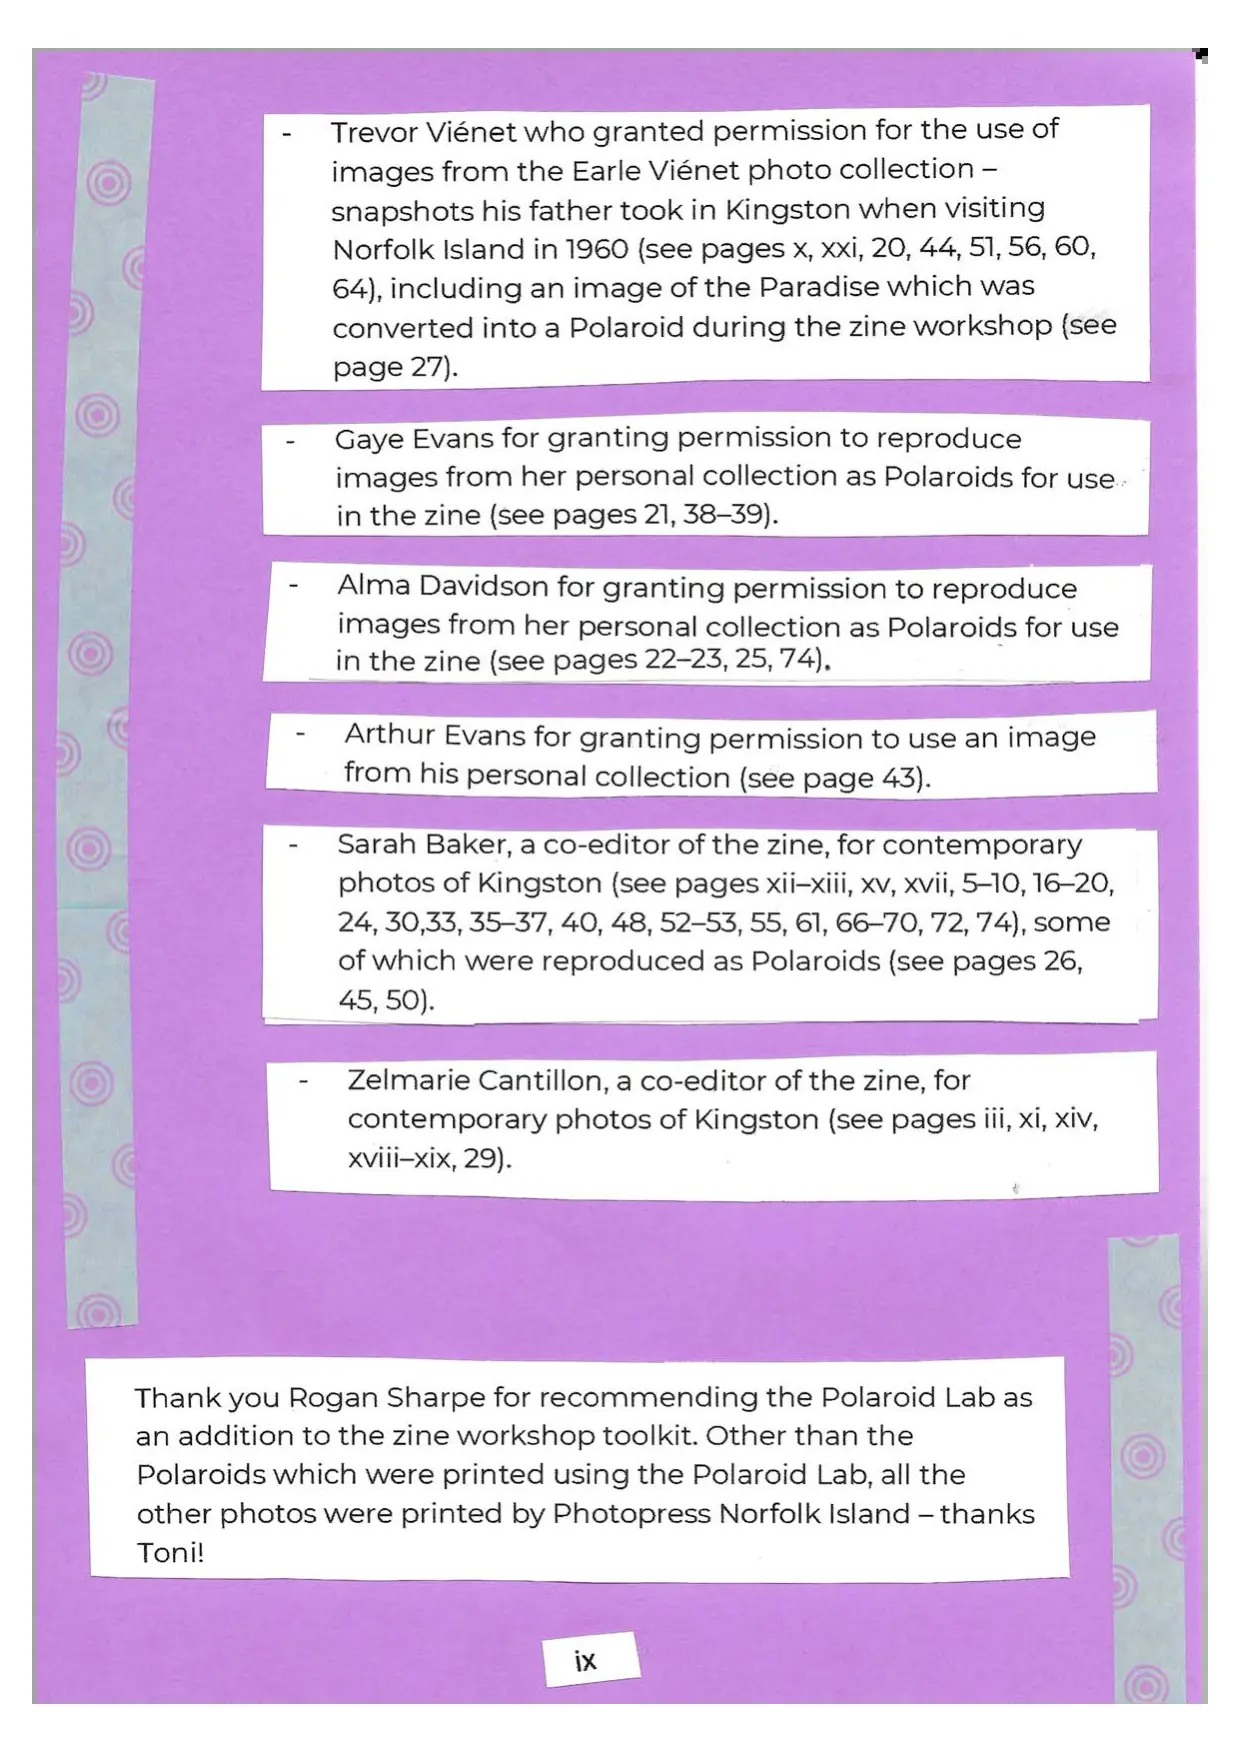 - Trevor Viénet who granted permission for the use of
images from the Earle Viénet photo collection –
snapshots his father took in Kingston when visiting
Norfolk Island in 1960 (see pages x, xxi, 20, 44, 51, 56, 60,
64), including an image of the Paradise which was
converted into a Polaroid during the zine workshop (see
page 27).
- Gaye Evans for granting permission to reproduce
images from her personal collection as Polaroids for use
in the zine (see pages 21, 38–39).
- Alma Davidson for granting permission to reproduce
images from her personal collection as Polaroids for use
in the zine (see pages 22–23, 25, 74).
- Arthur Evans for granting permission to use an image
from his personal collection (see page 43).
- Sarah Baker, a co-editor of the zine, for contemporary
photos of Kingston (see pages xii–xiii, xv, xvii, 5–10, 16–20,
24, 30,33, 35–37, 40, 48, 52–53, 55, 61, 66–70, 72, 74), some
of which were reproduced as Polaroids (see pages 26,
45, 50).
- Zelmarie Cantillon, a co-editor of the zine, for
contemporary photos of Kingston (see pages iii, xi, xiv,
xviii–xix, 29).
Thank you Rogan Sharpe for recommending the Polaroid Lab as
an addition to the zine workshop toolkit. Other than the
Polaroids which were printed using the Polaroid Lab, all the
other photos were printed by Photopress Norfolk Island – thanks
Toni!
ix